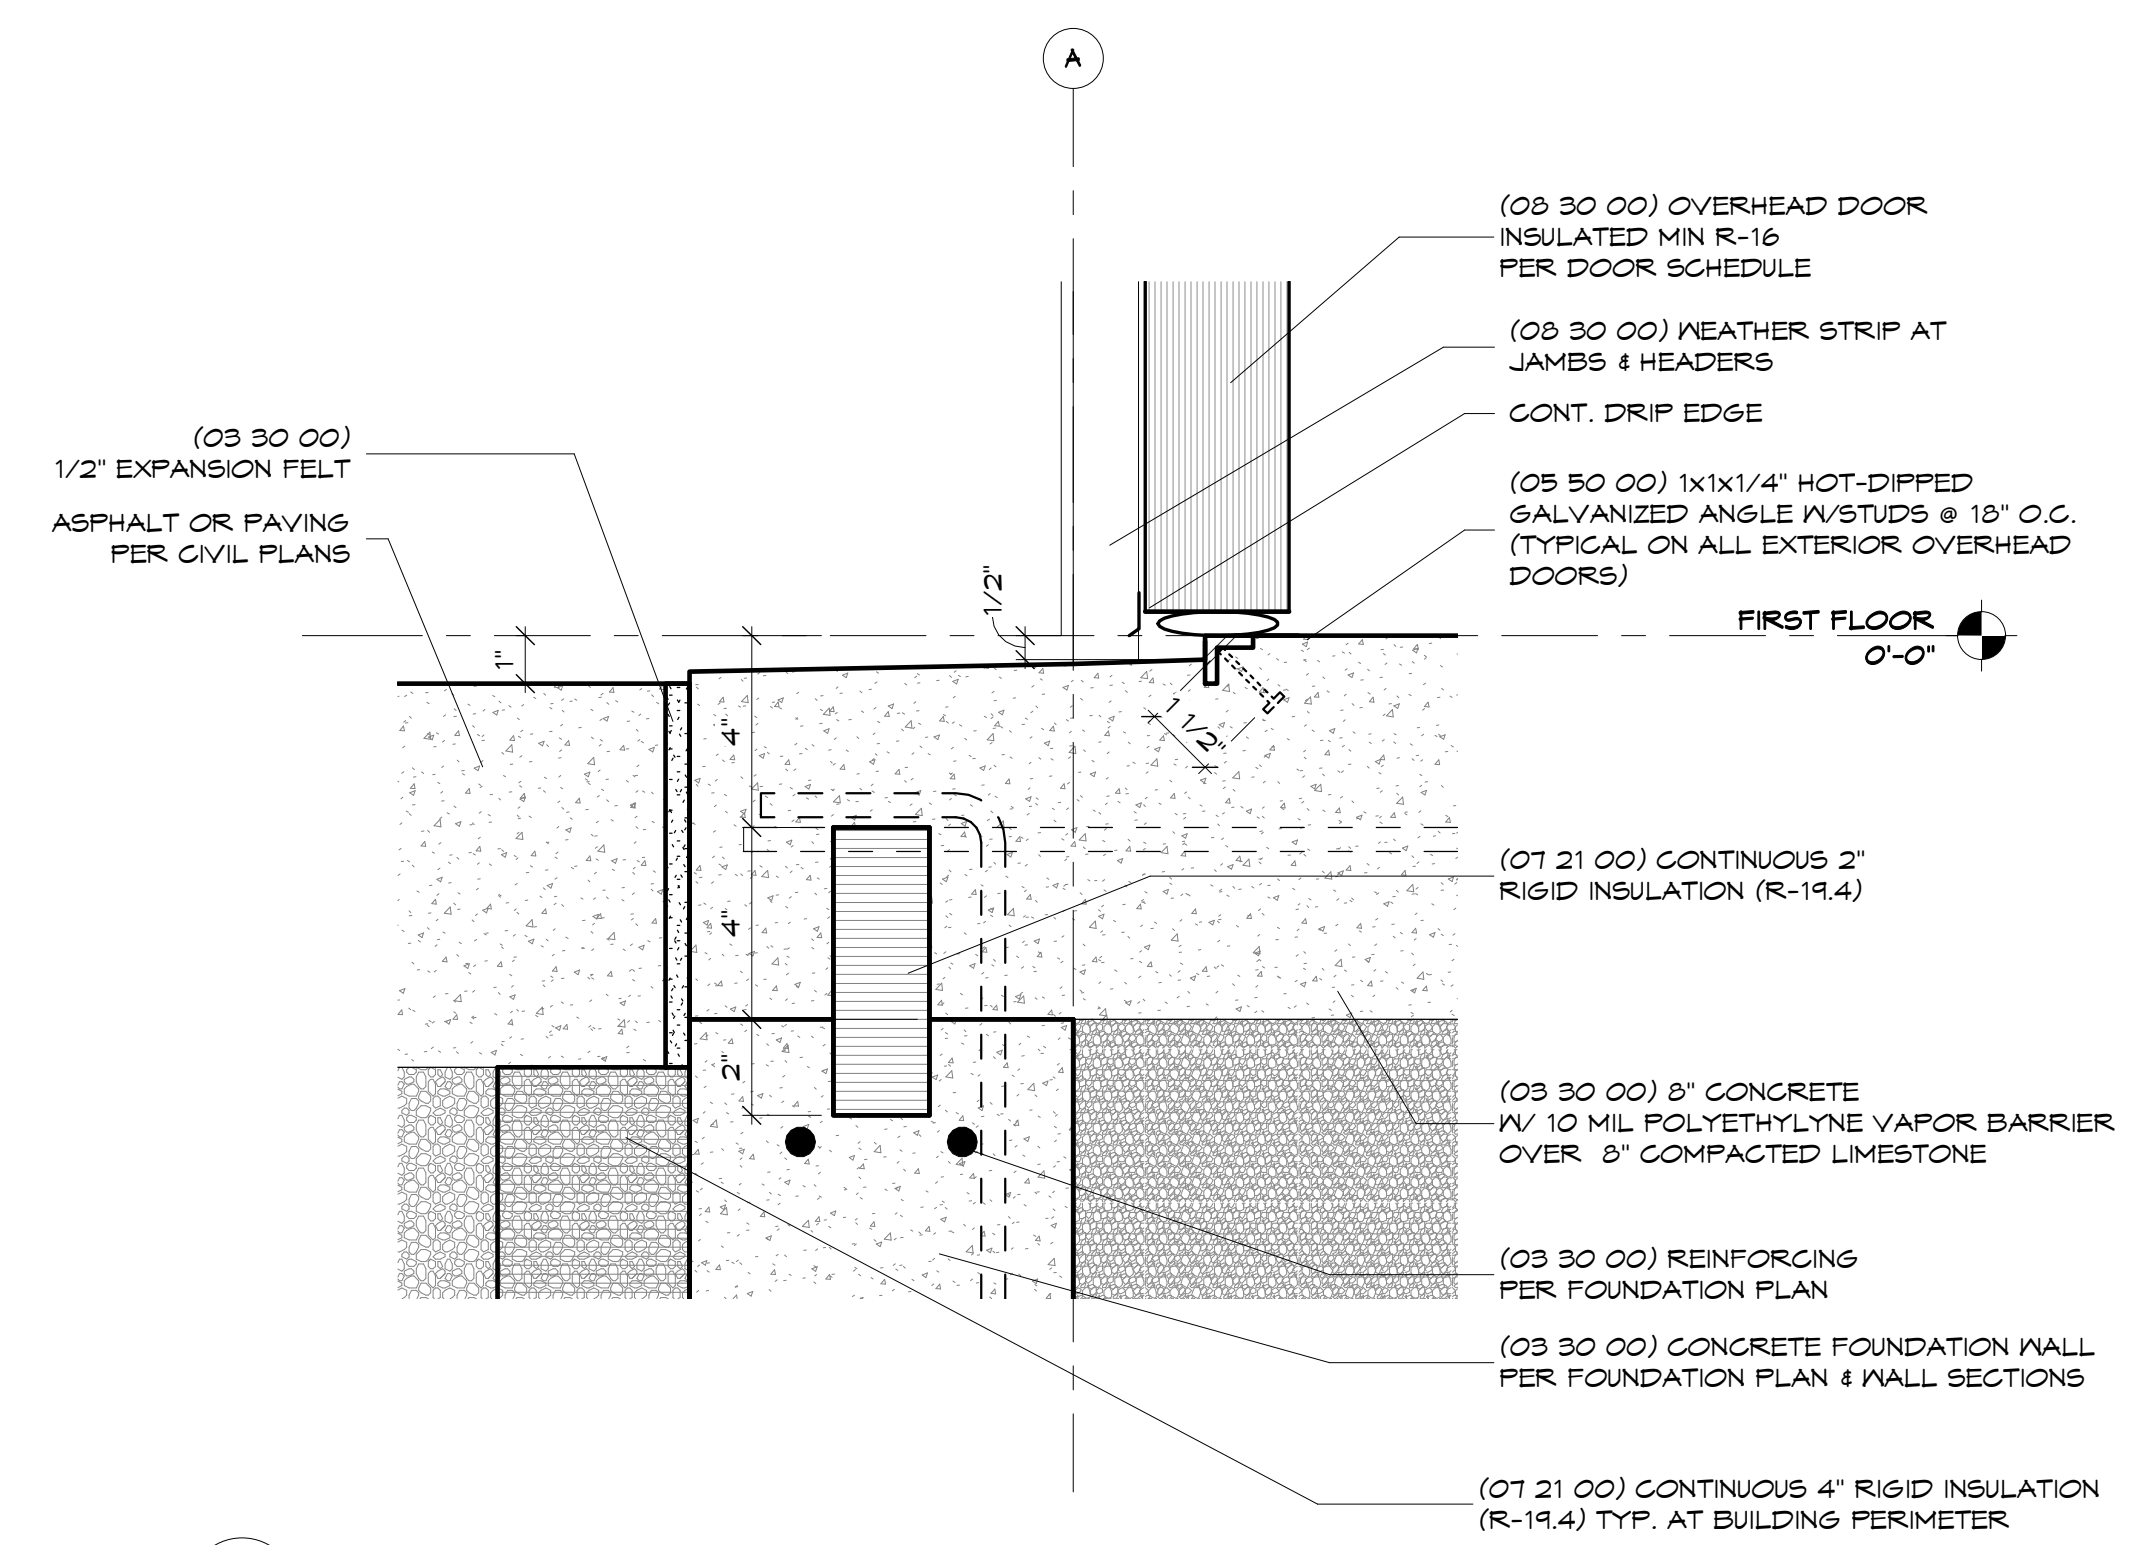 A
(08 30 00) OVERHEAD DOOR
INSULATED MIN R-16
PER DOOR SCHEDULE
(08 30 00) WEATHER STRIP AT
JAMBS & HEADERS
CONT. DRIP EDGE
(05 50 00) 1x1x1/4" HOT-DIPPED
GALVANIZED ANGLE W/STUDS @ 18" O.C.
(TYPICAL ON ALL EXTERIOR OVERHEAD
DOORS)
FIRST FLOOR
0'-0"
(03 30 00)
1/2" EXPANSION FELT
ASPHALT OR PAVING
PER CIVIL PLANS
1"
1/2"
4"
1 1/2"
4"
2"
(07 21 00) CONTINUOUS 2"
RIGID INSULATION (R-19.4)
(03 30 00) 8" CONCRETE
W/ 10 MIL POLYETHYLYNE VAPOR BARRIER
OVER 8" COMPACTED LIMESTONE
(03 30 00) REINFORCING
PER FOUNDATION PLAN
(03 30 00) CONCRETE FOUNDATION WALL
PER FOUNDATION PLAN & WALL SECTIONS
(07 21 00) CONTINUOUS 4" RIGID INSULATION
(R-19.4) TYP. AT BUILDING PERIMETER